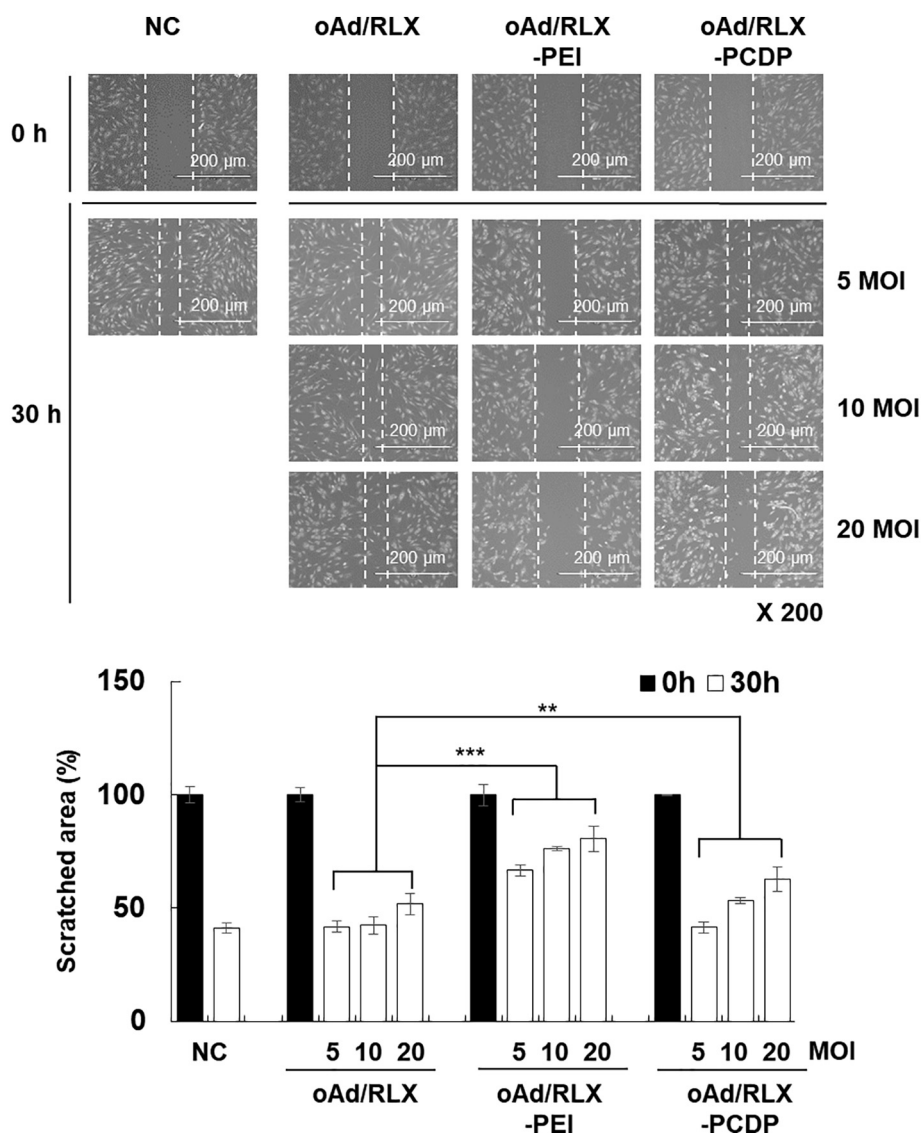 NC oAd/RLX oAd/RLX -PEI oAd/RLX -PCDP
0 h
200 µm 200 µm 200 µm 200 µm
200 µm 200 µm 200 µm 200 µm
5 MOI
30 h
200 µm 200 µm 200 µm
10 MOI
200 µm 200 µm 200 µm
20 MOI
X 200
150
0h 30h
**
***
100
50
0
Scratched area (%)
NC 5 10 20 5 10 20 5 10 20 MOI
oAd/RLX oAd/RLX -PEI oAd/RLX -PCDP